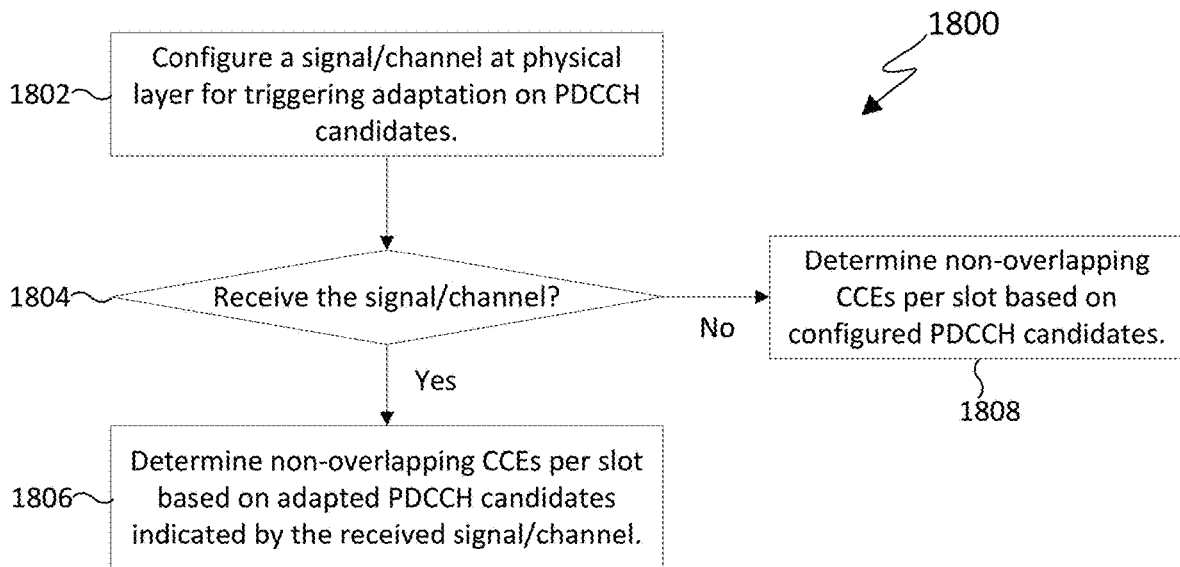 1800
1802
Configure a signal/channel at physical
layer for triggering adaptation on PDCCH
candidates.
1804
Receive the signal/channel?
No
Determine non-overlapping
CCEs per slot based on
configured PDCCH candidates.
1808
Yes
1806
Determine non-overlapping CCEs per slot
based on adapted PDCCH candidates
indicated by the received signal/channel.